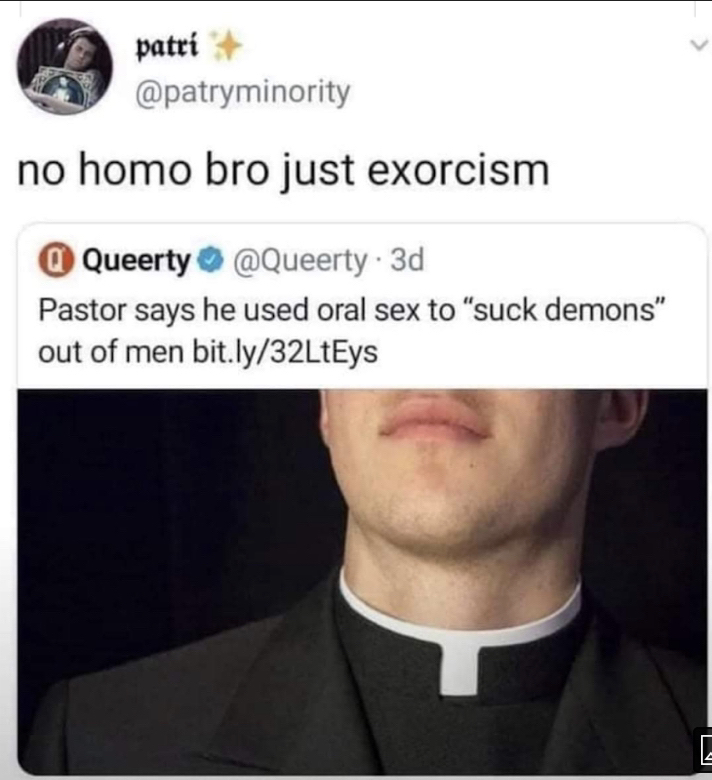 patrí ✨
@patryminority
no homo bro just exorcism
Queerty @Queerty · 3d
Pastor says he used oral sex to “suck demons”
out of men bit.ly/32LtEys